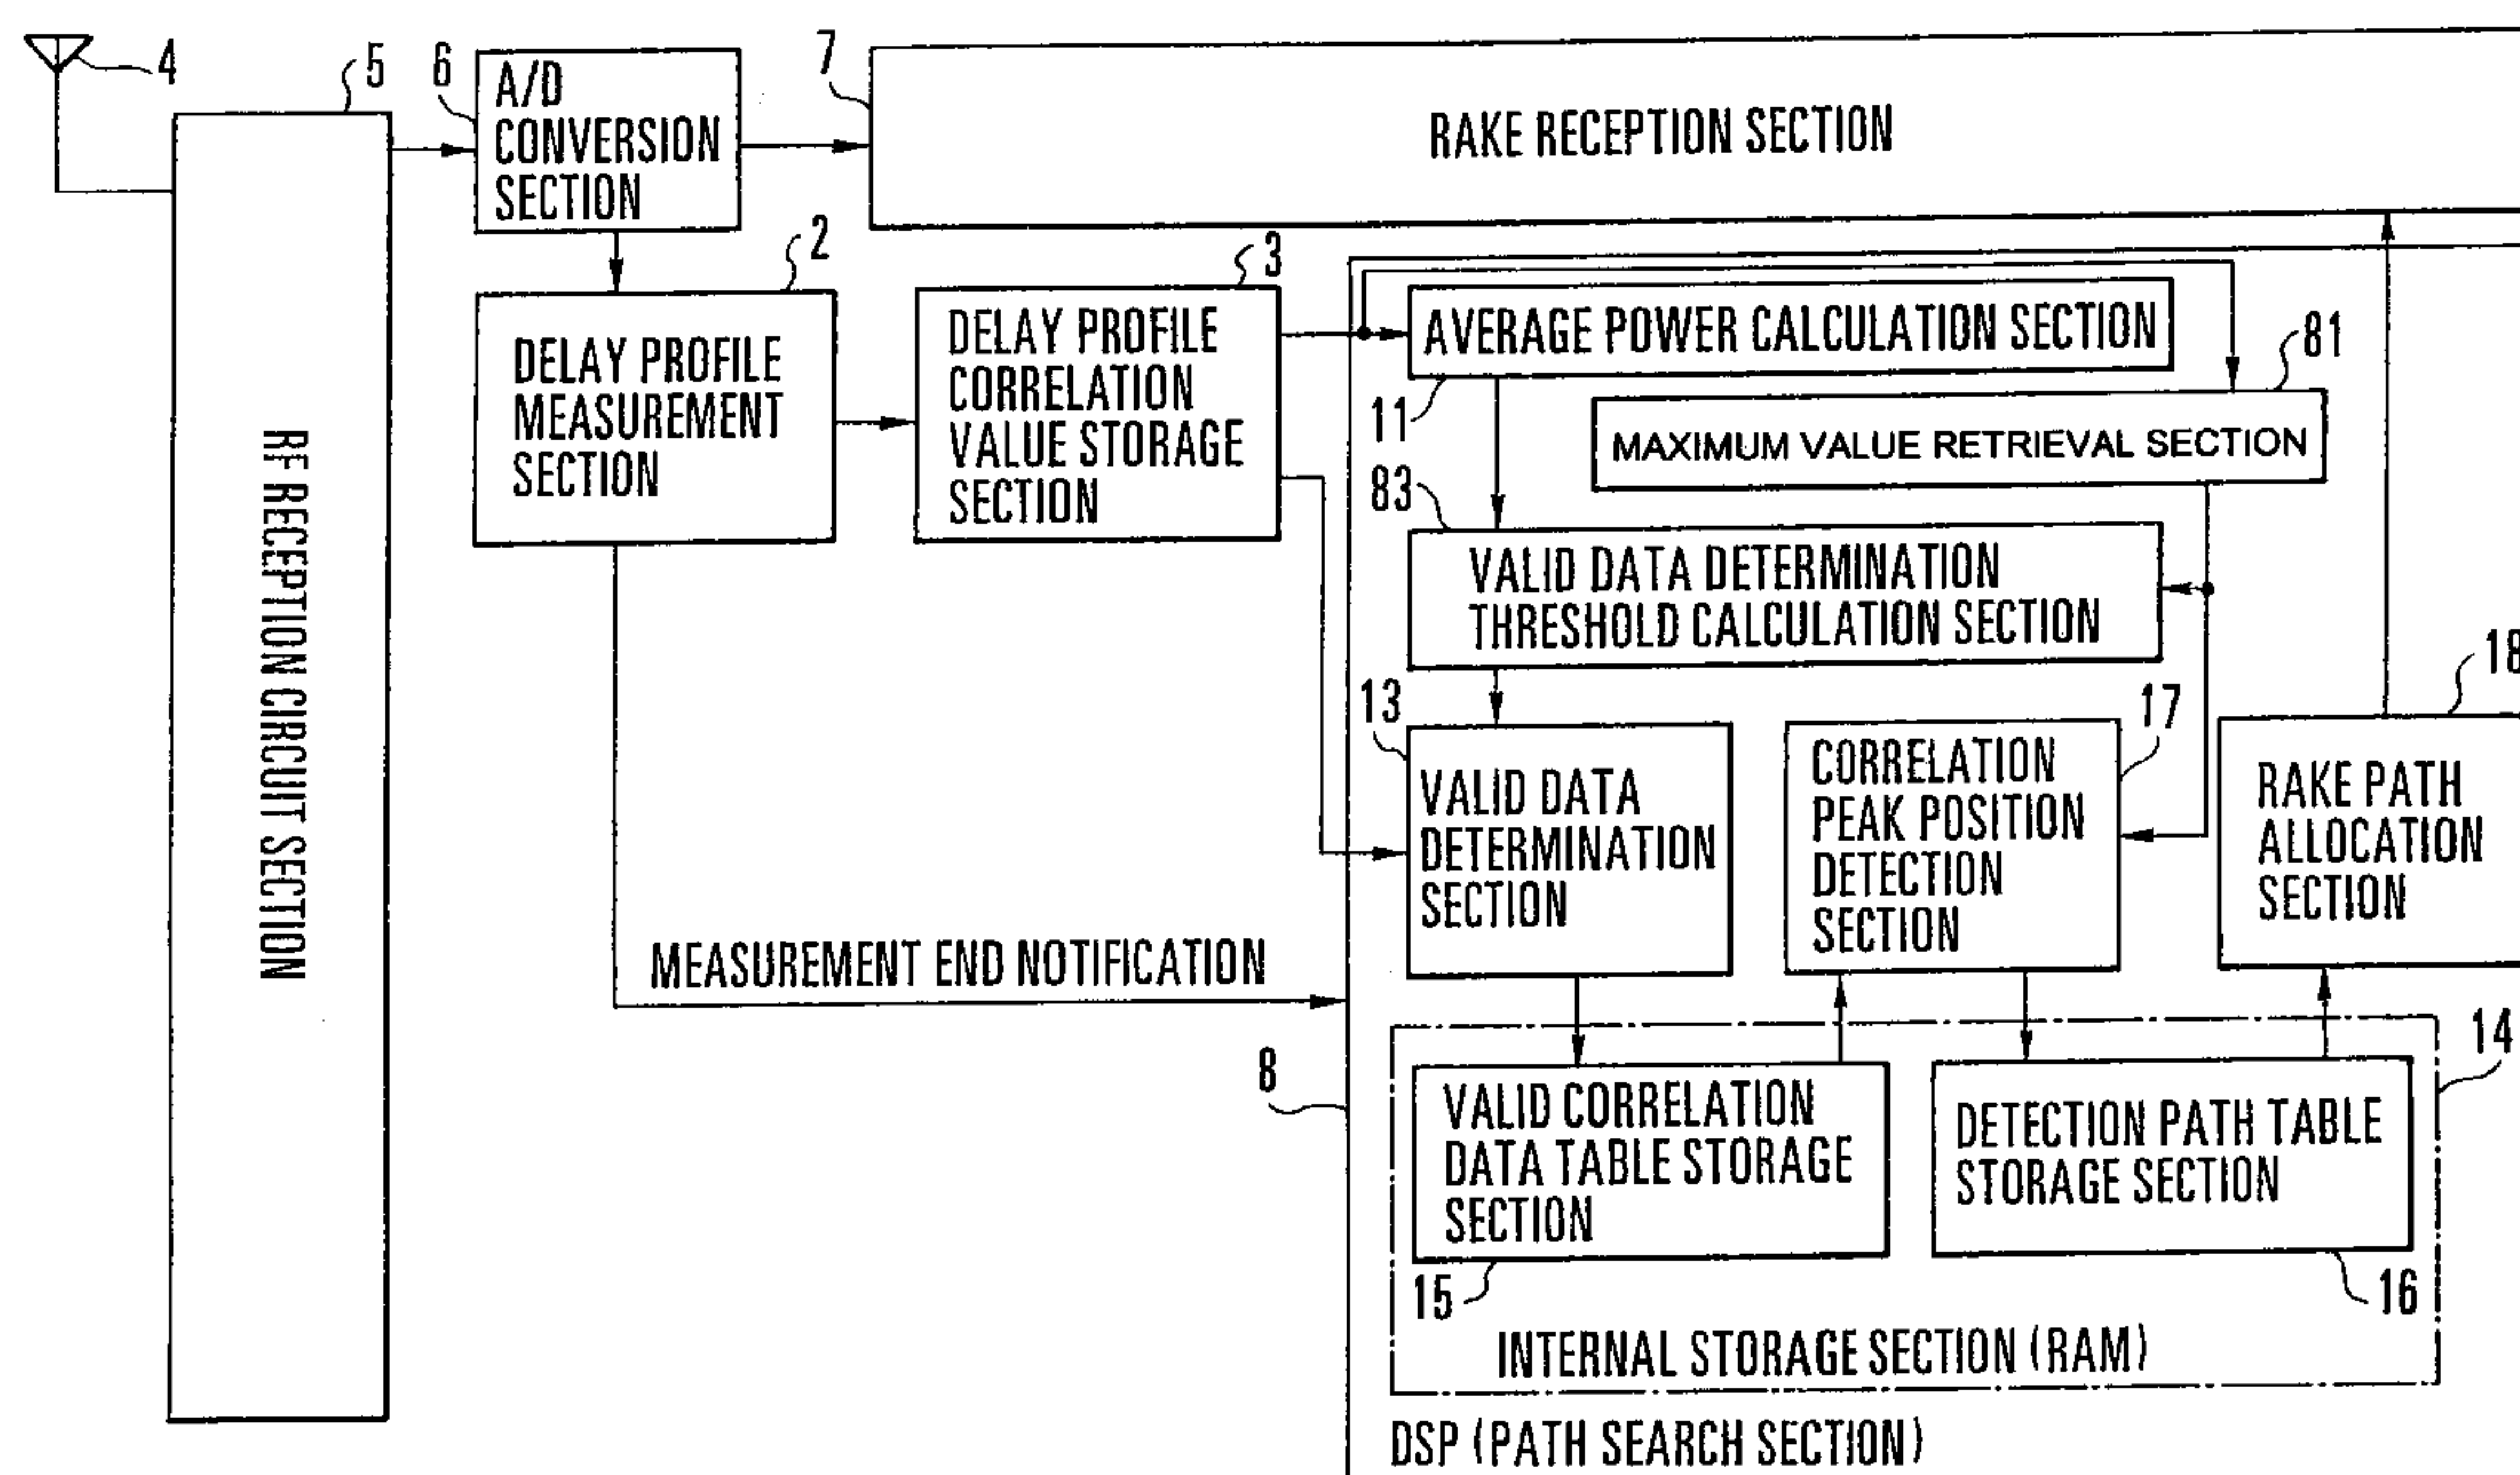 4
5
6
A/D
CONVERSION
SECTION
7
RAKE RECEPTION SECTION
RF RECEPTION CIRCUIT SECTION
2
DELAY PROFILE
MEASUREMENT
SECTION
3
DELAY PROFILE
CORRELATION
VALUE STORAGE
SECTION
AVERAGE POWER CALCULATION SECTION
11
81
MAXIMUM VALUE RETRIEVAL SECTION
83
VALID DATA DETERMINATION
THRESHOLD CALCULATION SECTION
13
VALID DATA
DETERMINATION
SECTION
17
CORRELATION
PEAK POSITION
DETECTION
SECTION
18
RAKE PATH
ALLOCATION
SECTION
MEASUREMENT END NOTIFICATION
8
14
VALID CORRELATION
DATA TABLE STORAGE
SECTION
15
DETECTION PATH TABLE
STORAGE SECTION
16
INTERNAL STORAGE SECTION (RAM)
DSP (PATH SEARCH SECTION)